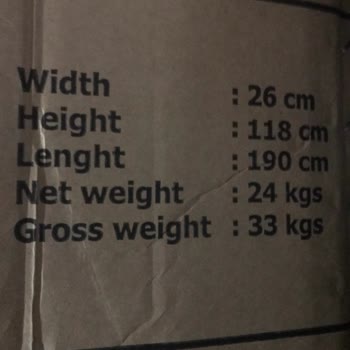 Width : 26 cm
Height : 118 cm
Lenght : 190 cm
Net weight : 24 kgs
Gross weight : 33 kgs